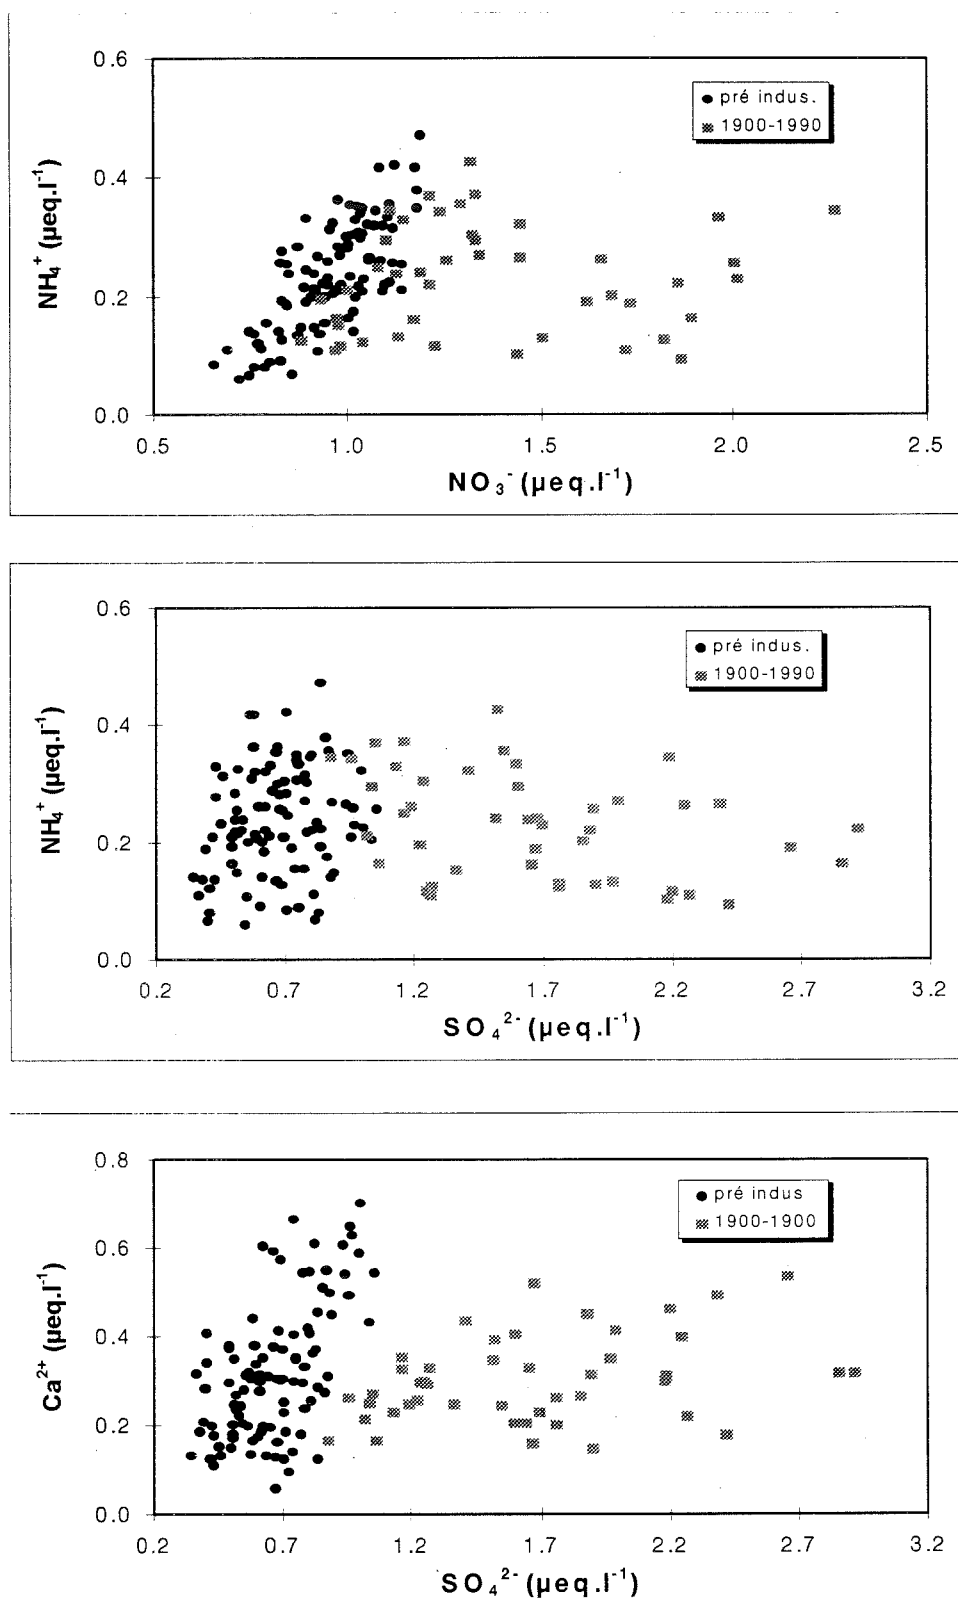 0.6
pré indus.
1900-1990
0.4
NH₄⁺ (µeq.l⁻¹)
0.2
0.0
0.5 1.0 1.5 2.0 2.5
NO₃⁻ (µeq.l⁻¹)
0.6
pré indus.
1900-1990
0.4
NH₄⁺ (µeq.l⁻¹)
0.2
0.0
0.2 0.7 1.2 1.7 2.2 2.7 3.2
SO₄²⁻ (µeq.l⁻¹)
0.8
pré indus
1900-1900
0.6
Ca²⁺ (µeq.l⁻¹)
0.4
0.2
0.0
0.2 0.7 1.2 1.7 2.2 2.7 3.2
SO₄²⁻ (µeq.l⁻¹)